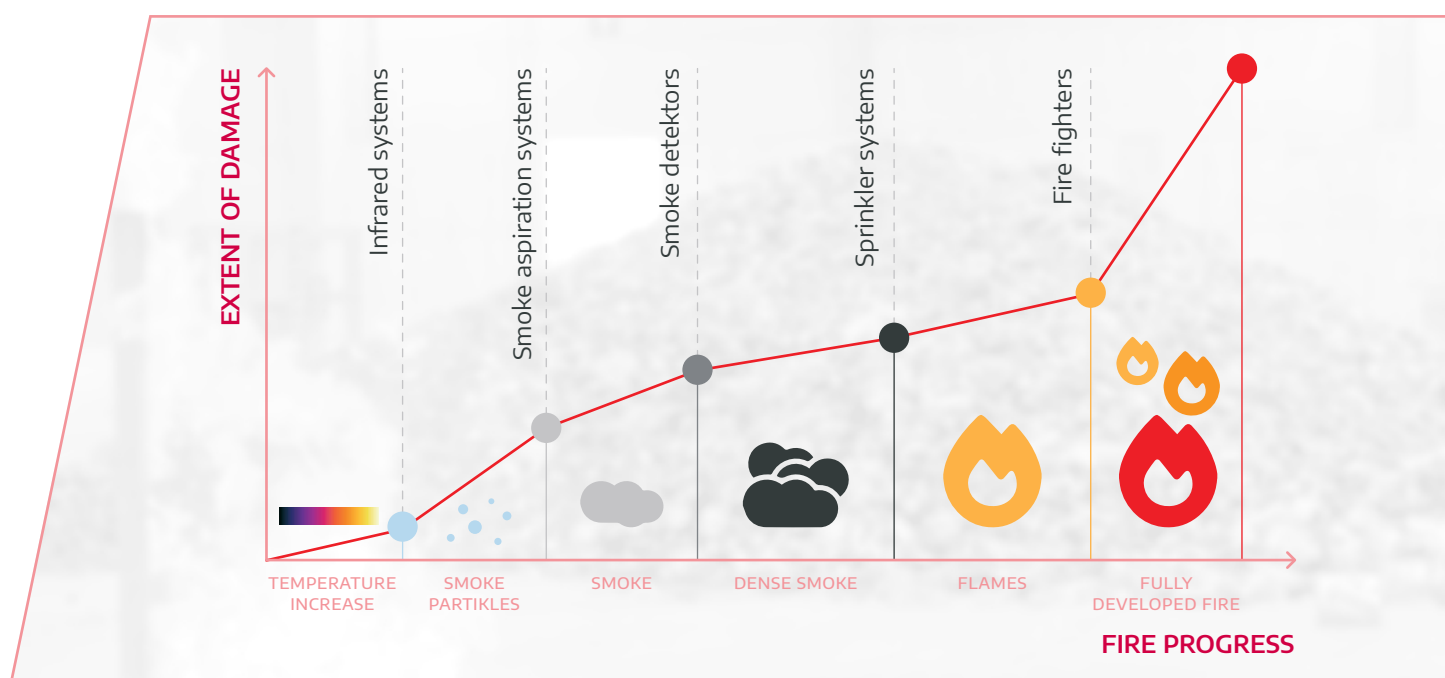 EXTENT OF DAMAGE
Infrared systems
Smoke aspiration systems
Smoke detektors
Sprinkler systems
Fire fighters
TEMPERATURE
INCREASE
SMOKE
PARTIKLES
SMOKE
DENSE SMOKE
FLAMES
FULLY
DEVELOPED FIRE
FIRE PROGRESS